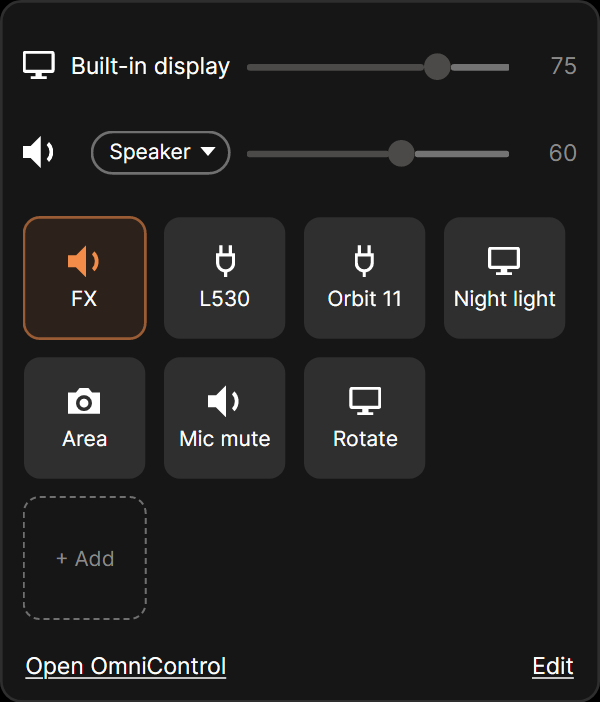 Built-in display 75
Speaker 60
FX L530 Orbit 11 Night light
Area Mic mute Rotate
+ Add
Open OmniControl Edit